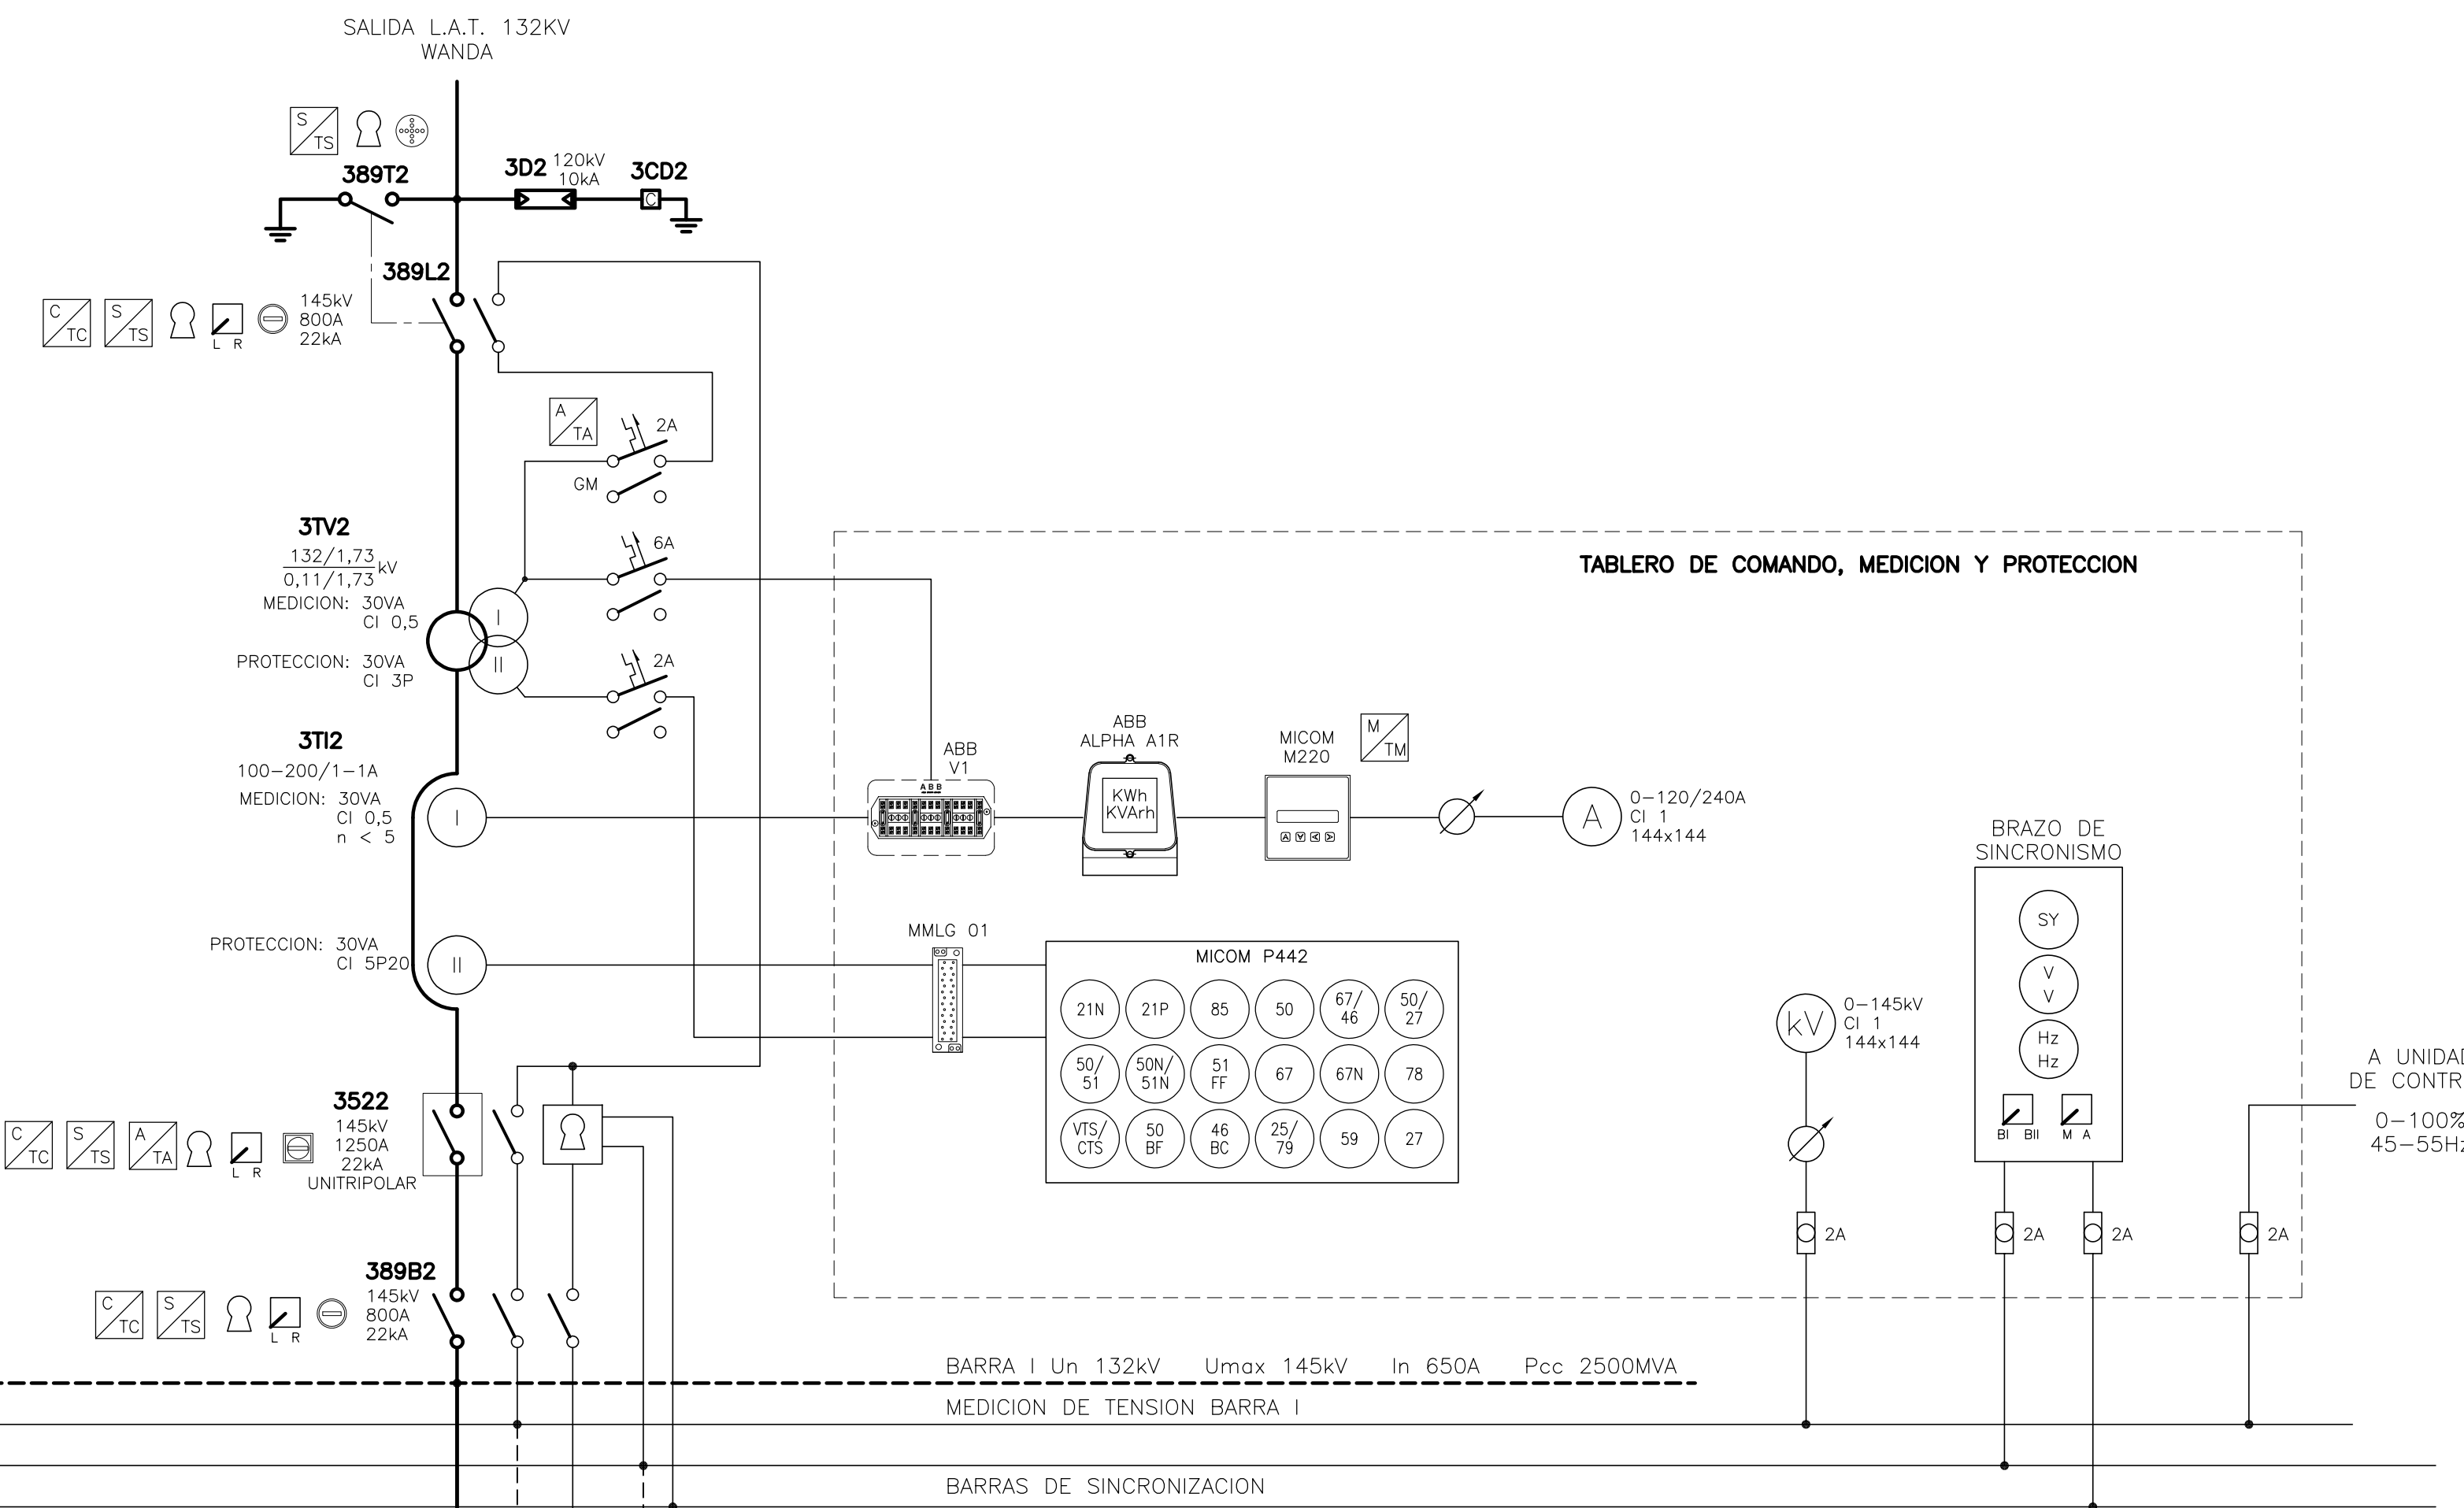 SALIDA L.A.T. 132KV
WANDA
S
TS
389T2
3D2
120kV
10kA
3CD2
C
389L2
C
TC
S
TS
L R
145kV
800A
22kA
A
TA
2A
GM
6A
2A
3TV2
132/1,73
0,11/1,73
kV
MEDICION: 30VA
Cl 0,5
PROTECCION: 30VA
Cl 3P
I
II
TABLERO DE COMANDO, MEDICION Y PROTECCION
3TI2
100-200/1-1A
MEDICION: 30VA
Cl 0,5
n < 5
I
PROTECCION: 30VA
Cl 5P20
II
ABB
V1
ABB
ABB
ALPHA A1R
KWh
KVArh
MICOM
M220
M
TM
A
0-120/240A
Cl 1
144x144
MMLG 01
MICOM P442
21N
21P
85
50
67/
46
50/
27
50/
51
50N/
51N
51
FF
67
67N
78
VTS/
CTS
50
BF
46
BC
25/
79
59
27
kV
0-145kV
Cl 1
144x144
2A
BRAZO DE
SINCRONISMO
SY
V
V
Hz
Hz
BI BII
M A
2A
2A
2A
A UNIDAD
DE CONTR
0-100%
45-55Hz
C
TC
S
TS
A
TA
L R
3522
145kV
1250A
22kA
UNITRIPOLAR
C
TC
S
TS
L R
389B2
145kV
800A
22kA
BARRA I Un 132kV Umax 145kV In 650A Pcc 2500MVA
MEDICION DE TENSION BARRA I
BARRAS DE SINCRONIZACION